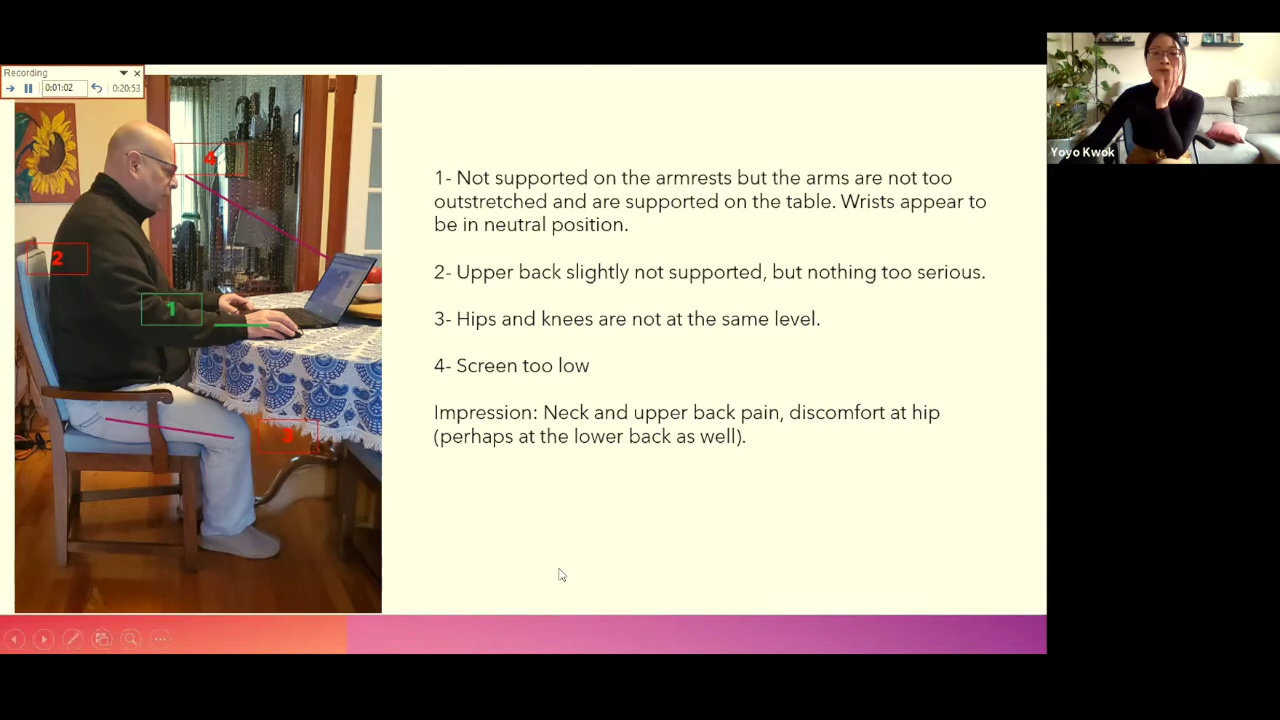 Recording
0:01:02
0:20:53
4
2
1
3
1- Not supported on the armrests but the arms are not too
outstretched and are supported on the table. Wrists appear to
be in neutral position.
2- Upper back slightly not supported, but nothing too serious.
3- Hips and knees are not at the same level.
4- Screen too low
Impression: Neck and upper back pain, discomfort at hip
(perhaps at the lower back as well).
Yoyo Kwok